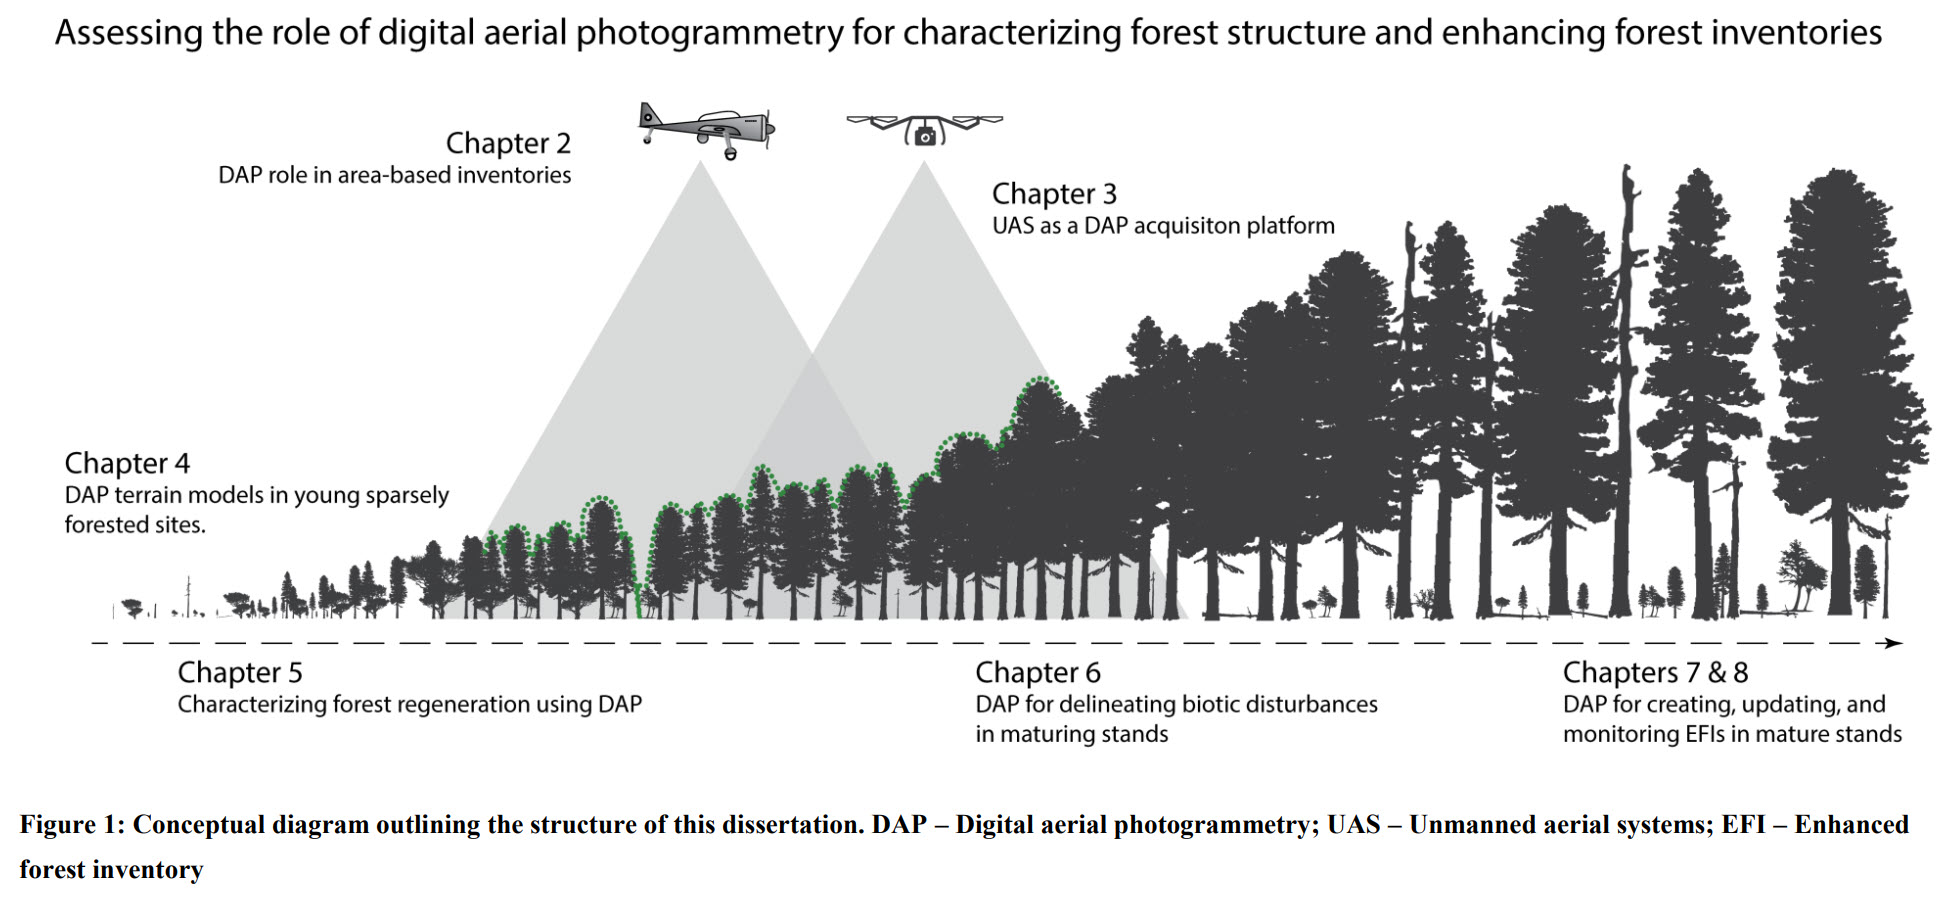 Assessing the role of digital aerial photogrammetry for characterizing forest structure and enhancing forest inventories
Chapter 2
DAP role in area-based inventories
Chapter 3
UAS as a DAP acquisiton platform
Chapter 4
DAP terrain models in young sparsely
forested sites.
Chapter 5
Characterizing forest regeneration using DAP
Chapter 6
DAP for delineating biotic disturbances
in maturing stands
Chapters 7 & 8
DAP for creating, updating, and
monitoring EFIs in mature stands
Figure 1: Conceptual diagram outlining the structure of this dissertation. DAP – Digital aerial photogrammetry; UAS – Unmanned aerial systems; EFI – Enhanced
forest inventory